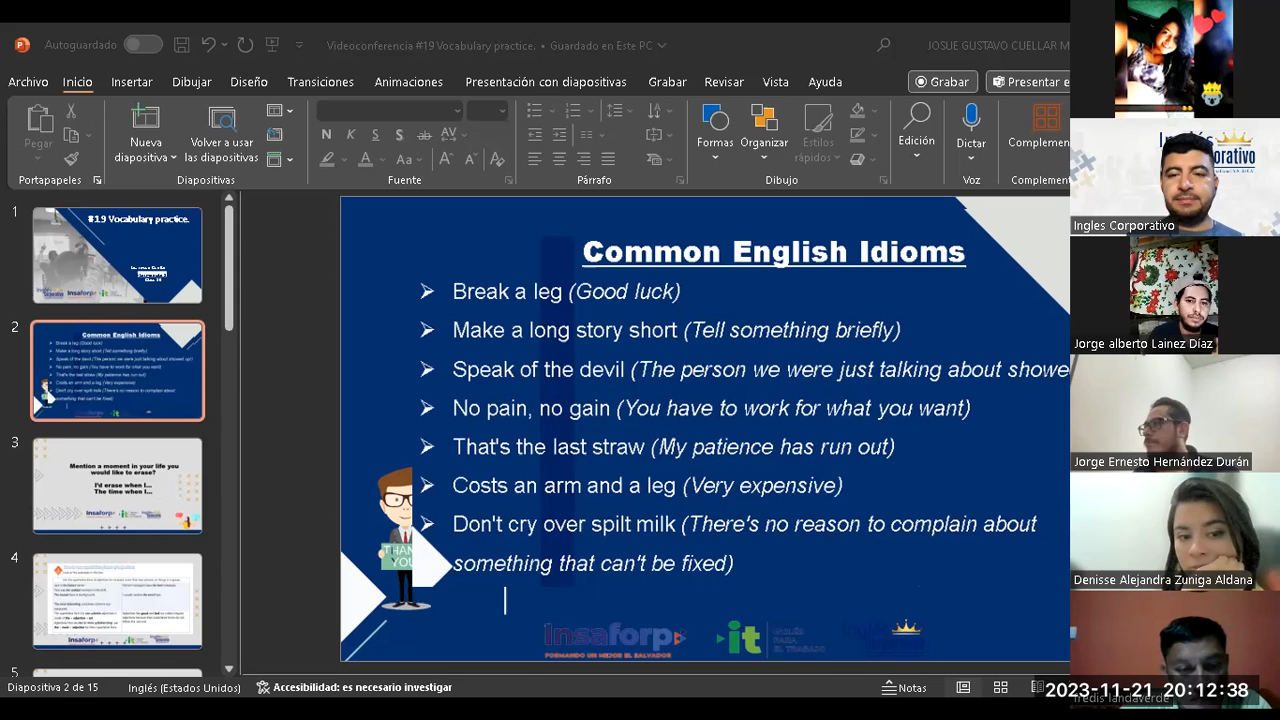 Autoguardado
Videoconferencia #19 Vocabulary practice. • Guardado en Este PC
JOSUE GUSTAVO CUELLAR M
Archivo Inicio Insertar Dibujar Diseño Transiciones Animaciones Presentación con diapositivas Grabar Revisar Vista Ayuda
Grabar
Presentar e
Pegar
Nueva diapositiva
Volver a usar las diapositivas
Formas
Organizar
Estilos rápidos
Edición
Dictar
Complemen
Portapapeles
Diapositivas
Fuente
Párrafo
Dibujo
Voz
Complement
1
#19 Vocabulary practice.
2
3
Mention a moment in your life you
would like to erase?
I'd erase when I...
The time when I...
4
5
Common English Idioms
Break a leg (Good luck)
Make a long story short (Tell something briefly)
Speak of the devil (The person we were just talking about showe
No pain, no gain (You have to work for what you want)
That's the last straw (My patience has run out)
Costs an arm and a leg (Very expensive)
Don't cry over spilt milk (There's no reason to complain about
something that can't be fixed)
THANK YOU
insaforp
FORMANDO UN MEJOR EL SALVADOR
it
INGLÉS
PARA
EL TRABAJO
Diapositiva 2 de 15
Inglés (Estados Unidos)
Accesibilidad: es necesario investigar
Notas
Ingles Corporativo
Jorge alberto Lainez Díaz
Jorge Ernesto Hernández Durán
Denisse Alejandra Zuniga Aldana
fredis landaverde
2023-11-21 20:12:38